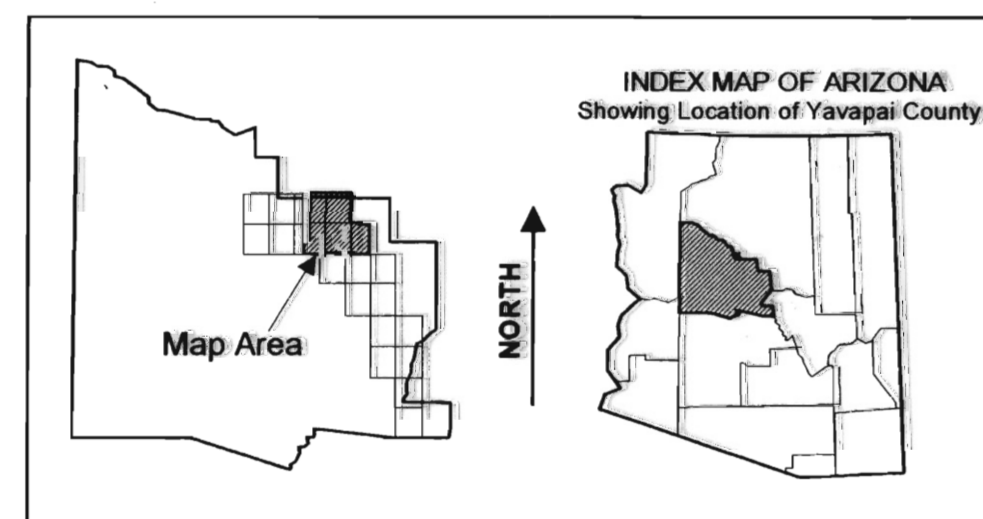 INDEX MAP OF ARIZONA
Showing Location of Yavapai County
NORTH
Map Area